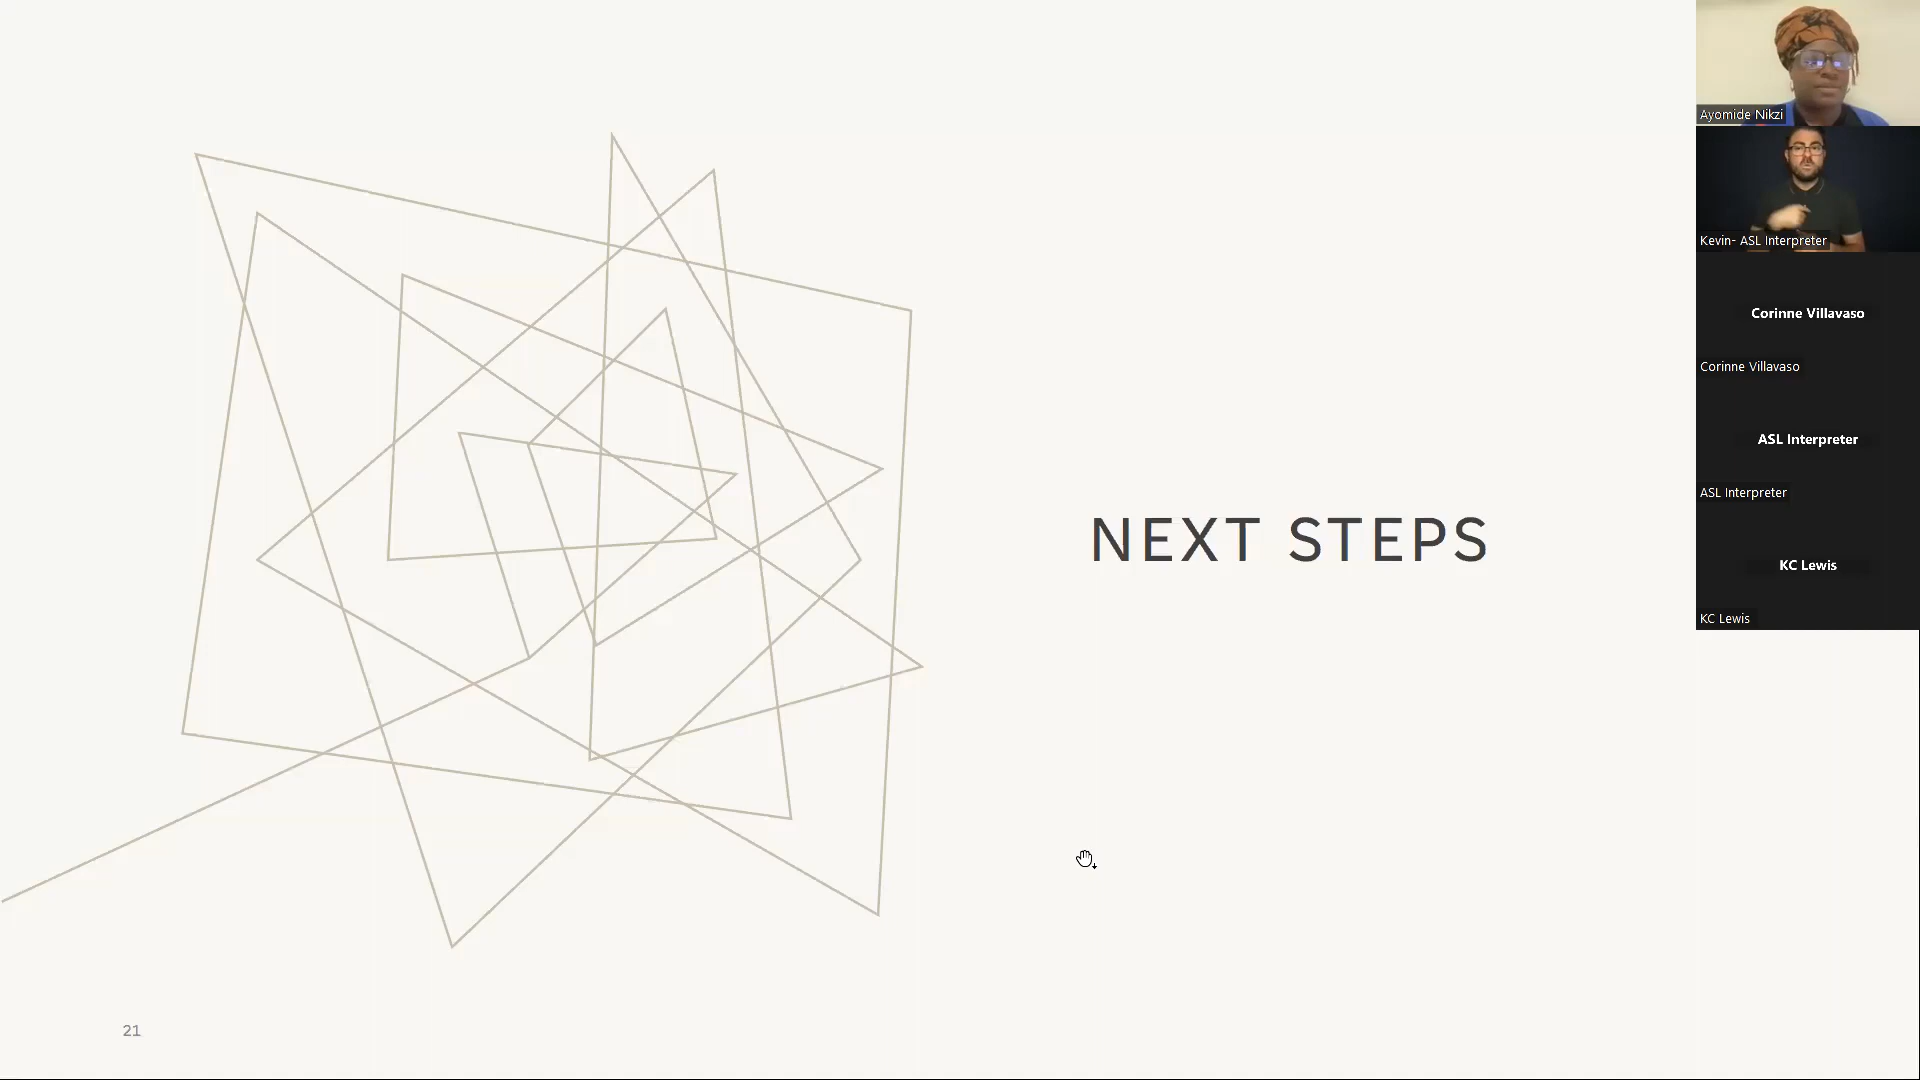 NEXT STEPS
21
Ayomide Nikzi
Kevin- ASL Interpreter
Corinne Villavaso
Corinne Villavaso
ASL Interpreter
ASL Interpreter
KC Lewis
KC Lewis